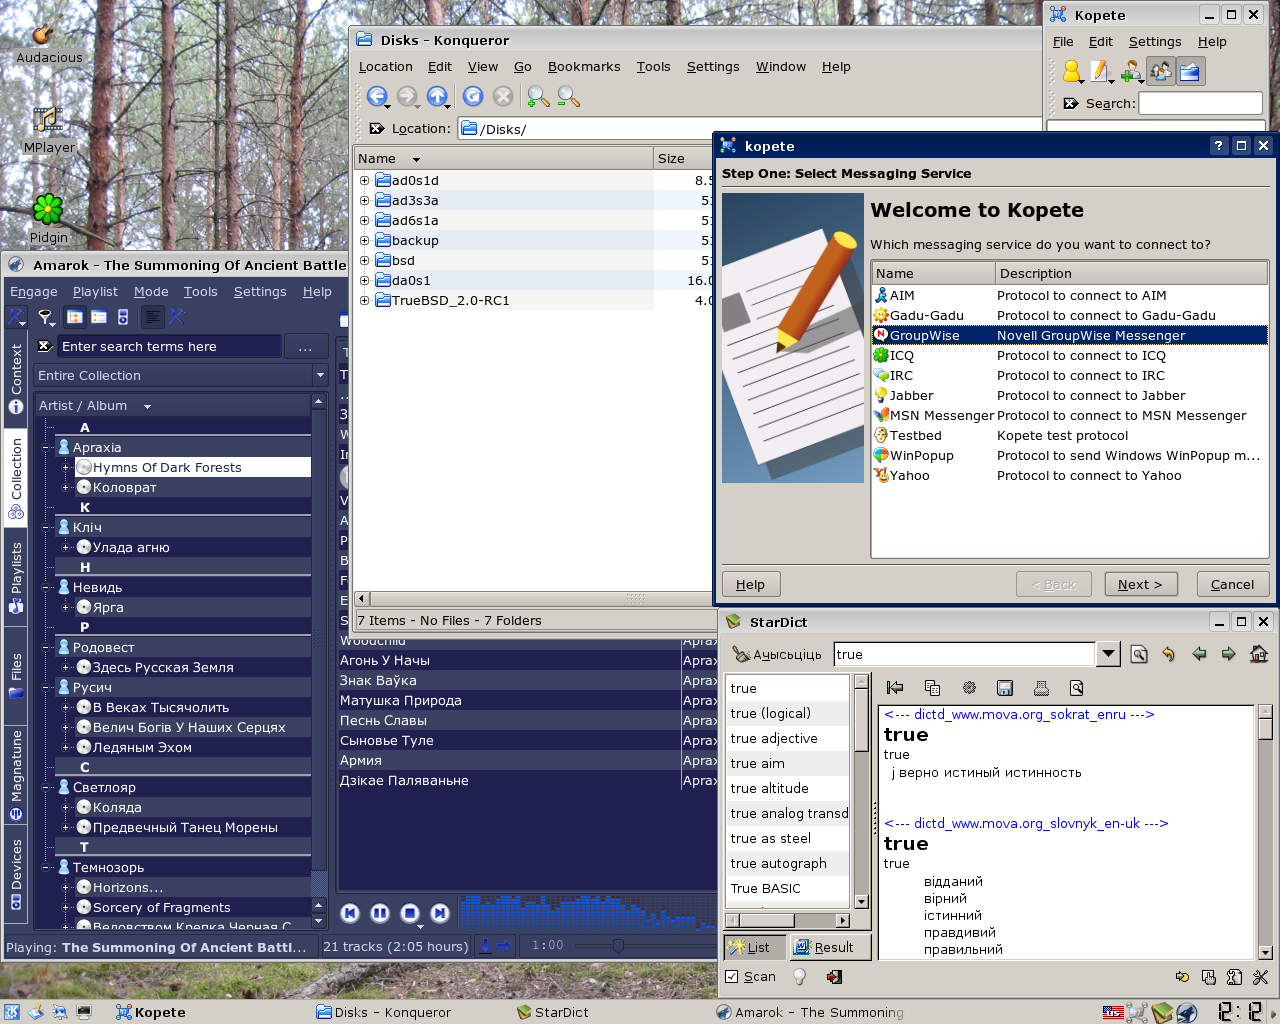 Audacious
MPlayer
Pidgin
Disks - Konqueror
Location Edit View Go Bookmarks Tools Settings Window Help
Location: /Disks/
Name Size
ad0s1d 8.5
ad3s3a 51
ad6s1a 51
backup 51
bsd 51
da0s1 16.0
TrueBSD_2.0-RC1 4.0
7 Items - No Files - 7 Folders
Kopete
File Edit Settings Help
Search:
kopete
Step One: Select Messaging Service
Welcome to Kopete
Which messaging service do you want to connect to?
Name Description
AIM Protocol to connect to AIM
Gadu-Gadu Protocol to connect to Gadu-Gadu
GroupWise Novell GroupWise Messenger
ICQ Protocol to connect to ICQ
IRC Protocol to connect to IRC
Jabber Protocol to connect to Jabber
MSN Messenger Protocol to connect to MSN Messenger
Testbed Kopete test protocol
WinPopup Protocol to send Windows WinPopup m...
Yahoo Protocol to connect to Yahoo
Help < Back Next > Cancel
Amarok - The Summoning Of Ancient Battle
Engage Playlist Mode Tools Settings Help
Enter search terms here ...
Entire Collection
Artist / Album
Context
Collection
Playlists
Files
Magnatune
Devices
A
Apraxia
Hymns Of Dark Forests
Коловрат
К
Кліч
Улада агню
Н
Невидь
Ярга
Р
Родовест
Здесь Русская Земля
Русич
В Веках Тысячолить
Велич Богів У Наших Серцях
Ледяным Эхом
С
Светлояр
Коляда
Предвечный Танец Морены
Т
Темнозорь
Horizons...
Sorcery of Fragments
Ведовством Крепка Черная С
Woodchild Aprax
Агонь У Начы Aprax
Знак Ваўка Aprax
Матушка Природа Aprax
Песнь Славы Aprax
Сыновье Туле Aprax
Армия Aprax
Дзікае Паляваньне Aprax
Playing: The Summoning Of Ancient Battl... 21 tracks (2:05 hours) 1:00
StarDict
Ачысьціць true
true
true (logical)
true adjective
true aim
true altitude
true analog transd
true as steel
true autograph
True BASIC
List Result
Scan
<--- dictd_www.mova.org_sokrat_enru --->
true
true
j верно истиный истинность
<--- dictd_www.mova.org_slovnyk_en-uk --->
true
true
відданий
вірний
істинний
правдивий
правильний
Kopete Disks - Konqueror StarDict Amarok - The Summoning 2:12